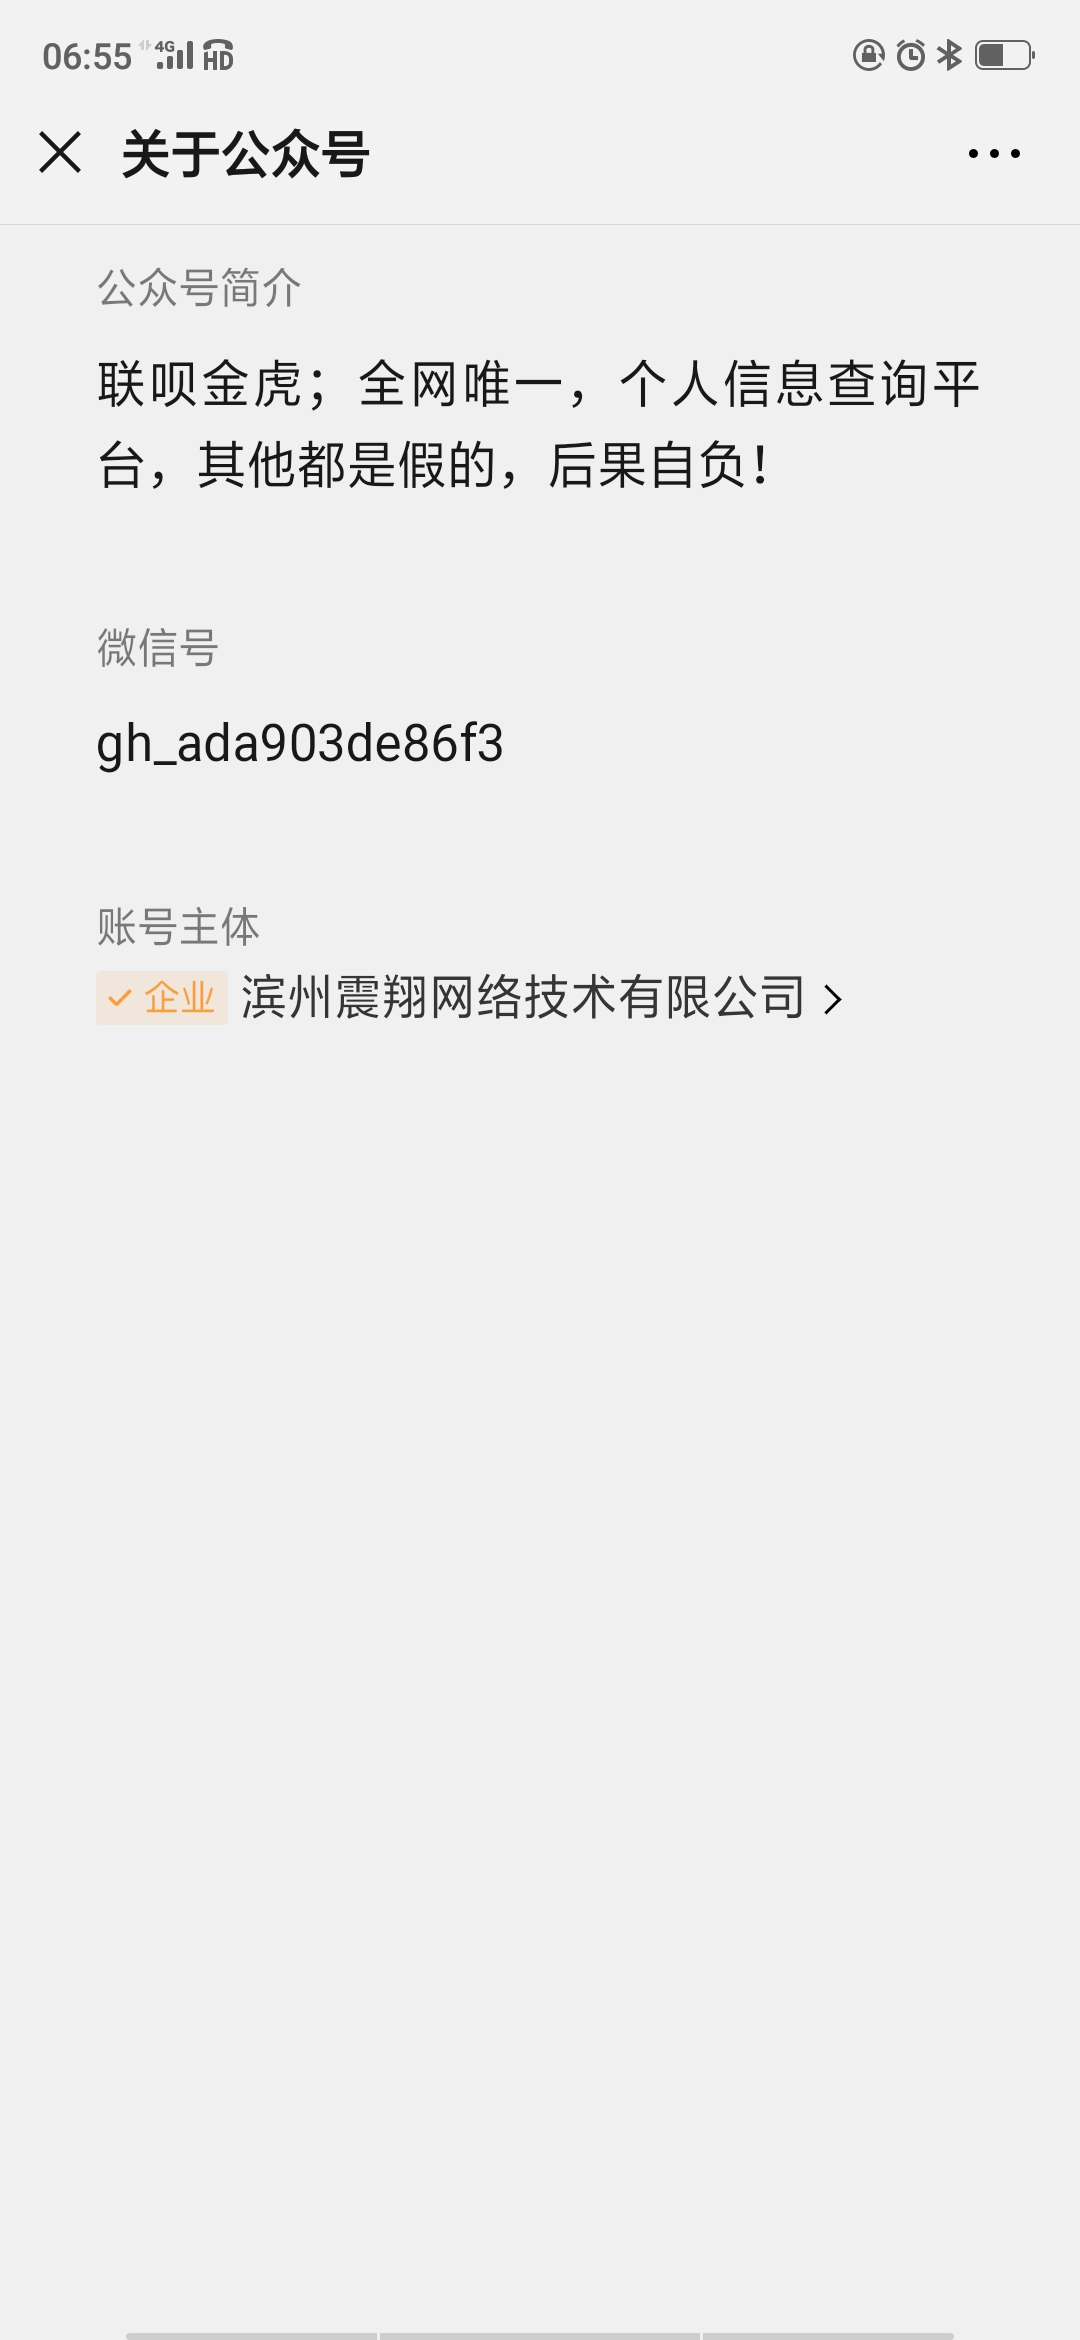 06:55 4G HD
关于公众号
公众号简介
联呗金虎；全网唯一，个人信息查询平
台，其他都是假的，后果自负！
微信号
gh_ada903de86f3
账号主体
企业 滨州震翔网络技术有限公司